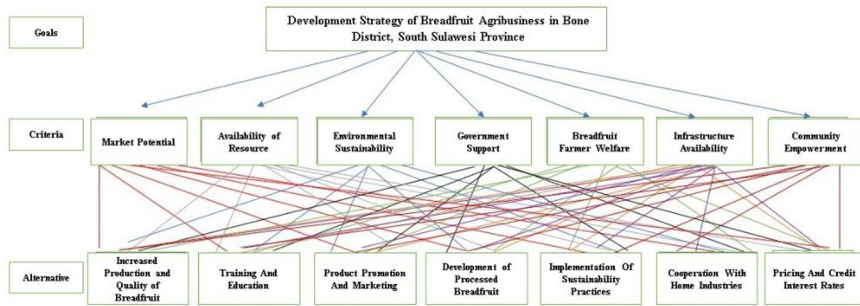 Goals
Development Strategy of Breadfruit Agribusiness in Bone
District, South Sulawesi Province
Criteria
Market Potential
Availability of
Resource
Environmental
Sustainability
Government
Support
Breadfruit
Farmer Welfare
Infrastructure
Availability
Community
Empowerment
Alternative
Increased
Production and
Quality of
Breadfruit
Training And
Education
Product Promotion
And Marketing
Development of
Processed
Breadfruit
Implementation Of
Sustainability
Practices
Cooperation With
Home Industries
Pricing And Credit
Interest Rates